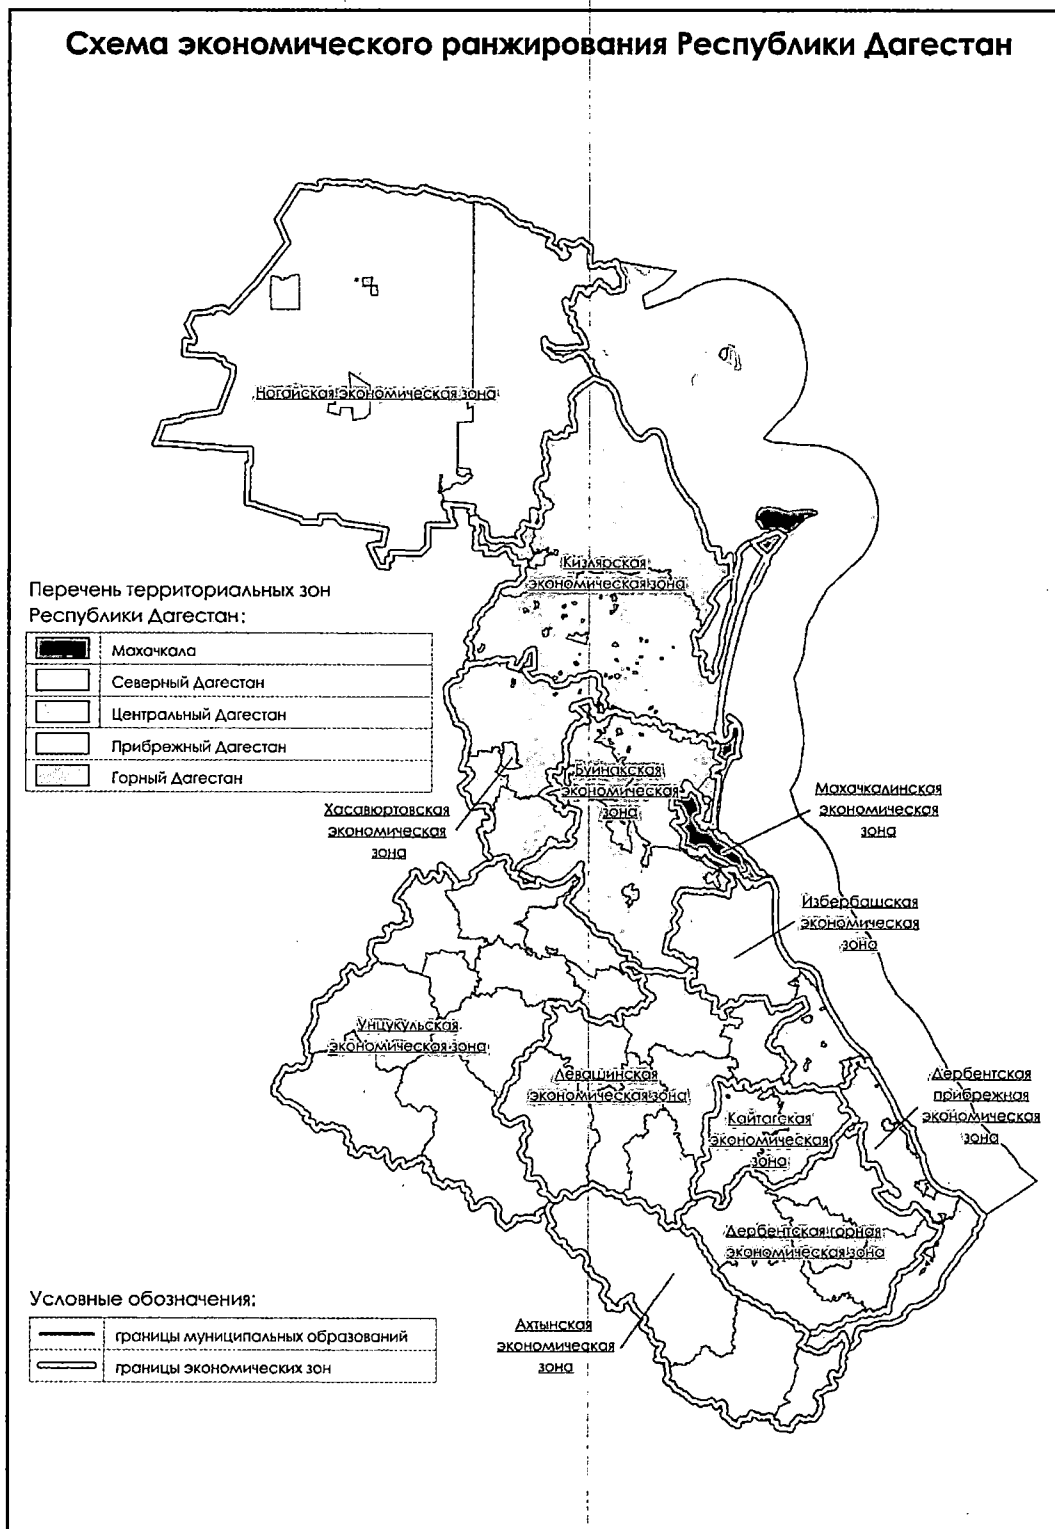 Схема экономического ранжирования Республики Дагестан
Ногайская экономическая зона
Кизлярская
экономическая зона
Перечень территориальных зон
Республики Дагестан:
Махачкала
Северный Дагестан
Центральный Дагестан
Прибрежный Дагестан
Горный Дагестан
Буйнакская
экономическая
зона
Махачкалинская
экономическая
зона
Хасавюртовская
экономическая
зона
Избербашская
экономическая
зона
Унцукульская
экономическая зона
Левашинская
экономическая зона
Дербентская
прибрежная
экономическая
зона
Кайтагская
экономическая
зона
Дербентская горная
экономическая зона
Ахтынская
экономическая
зона
Условные обозначения:
границы муниципальных образований
границы экономических зон